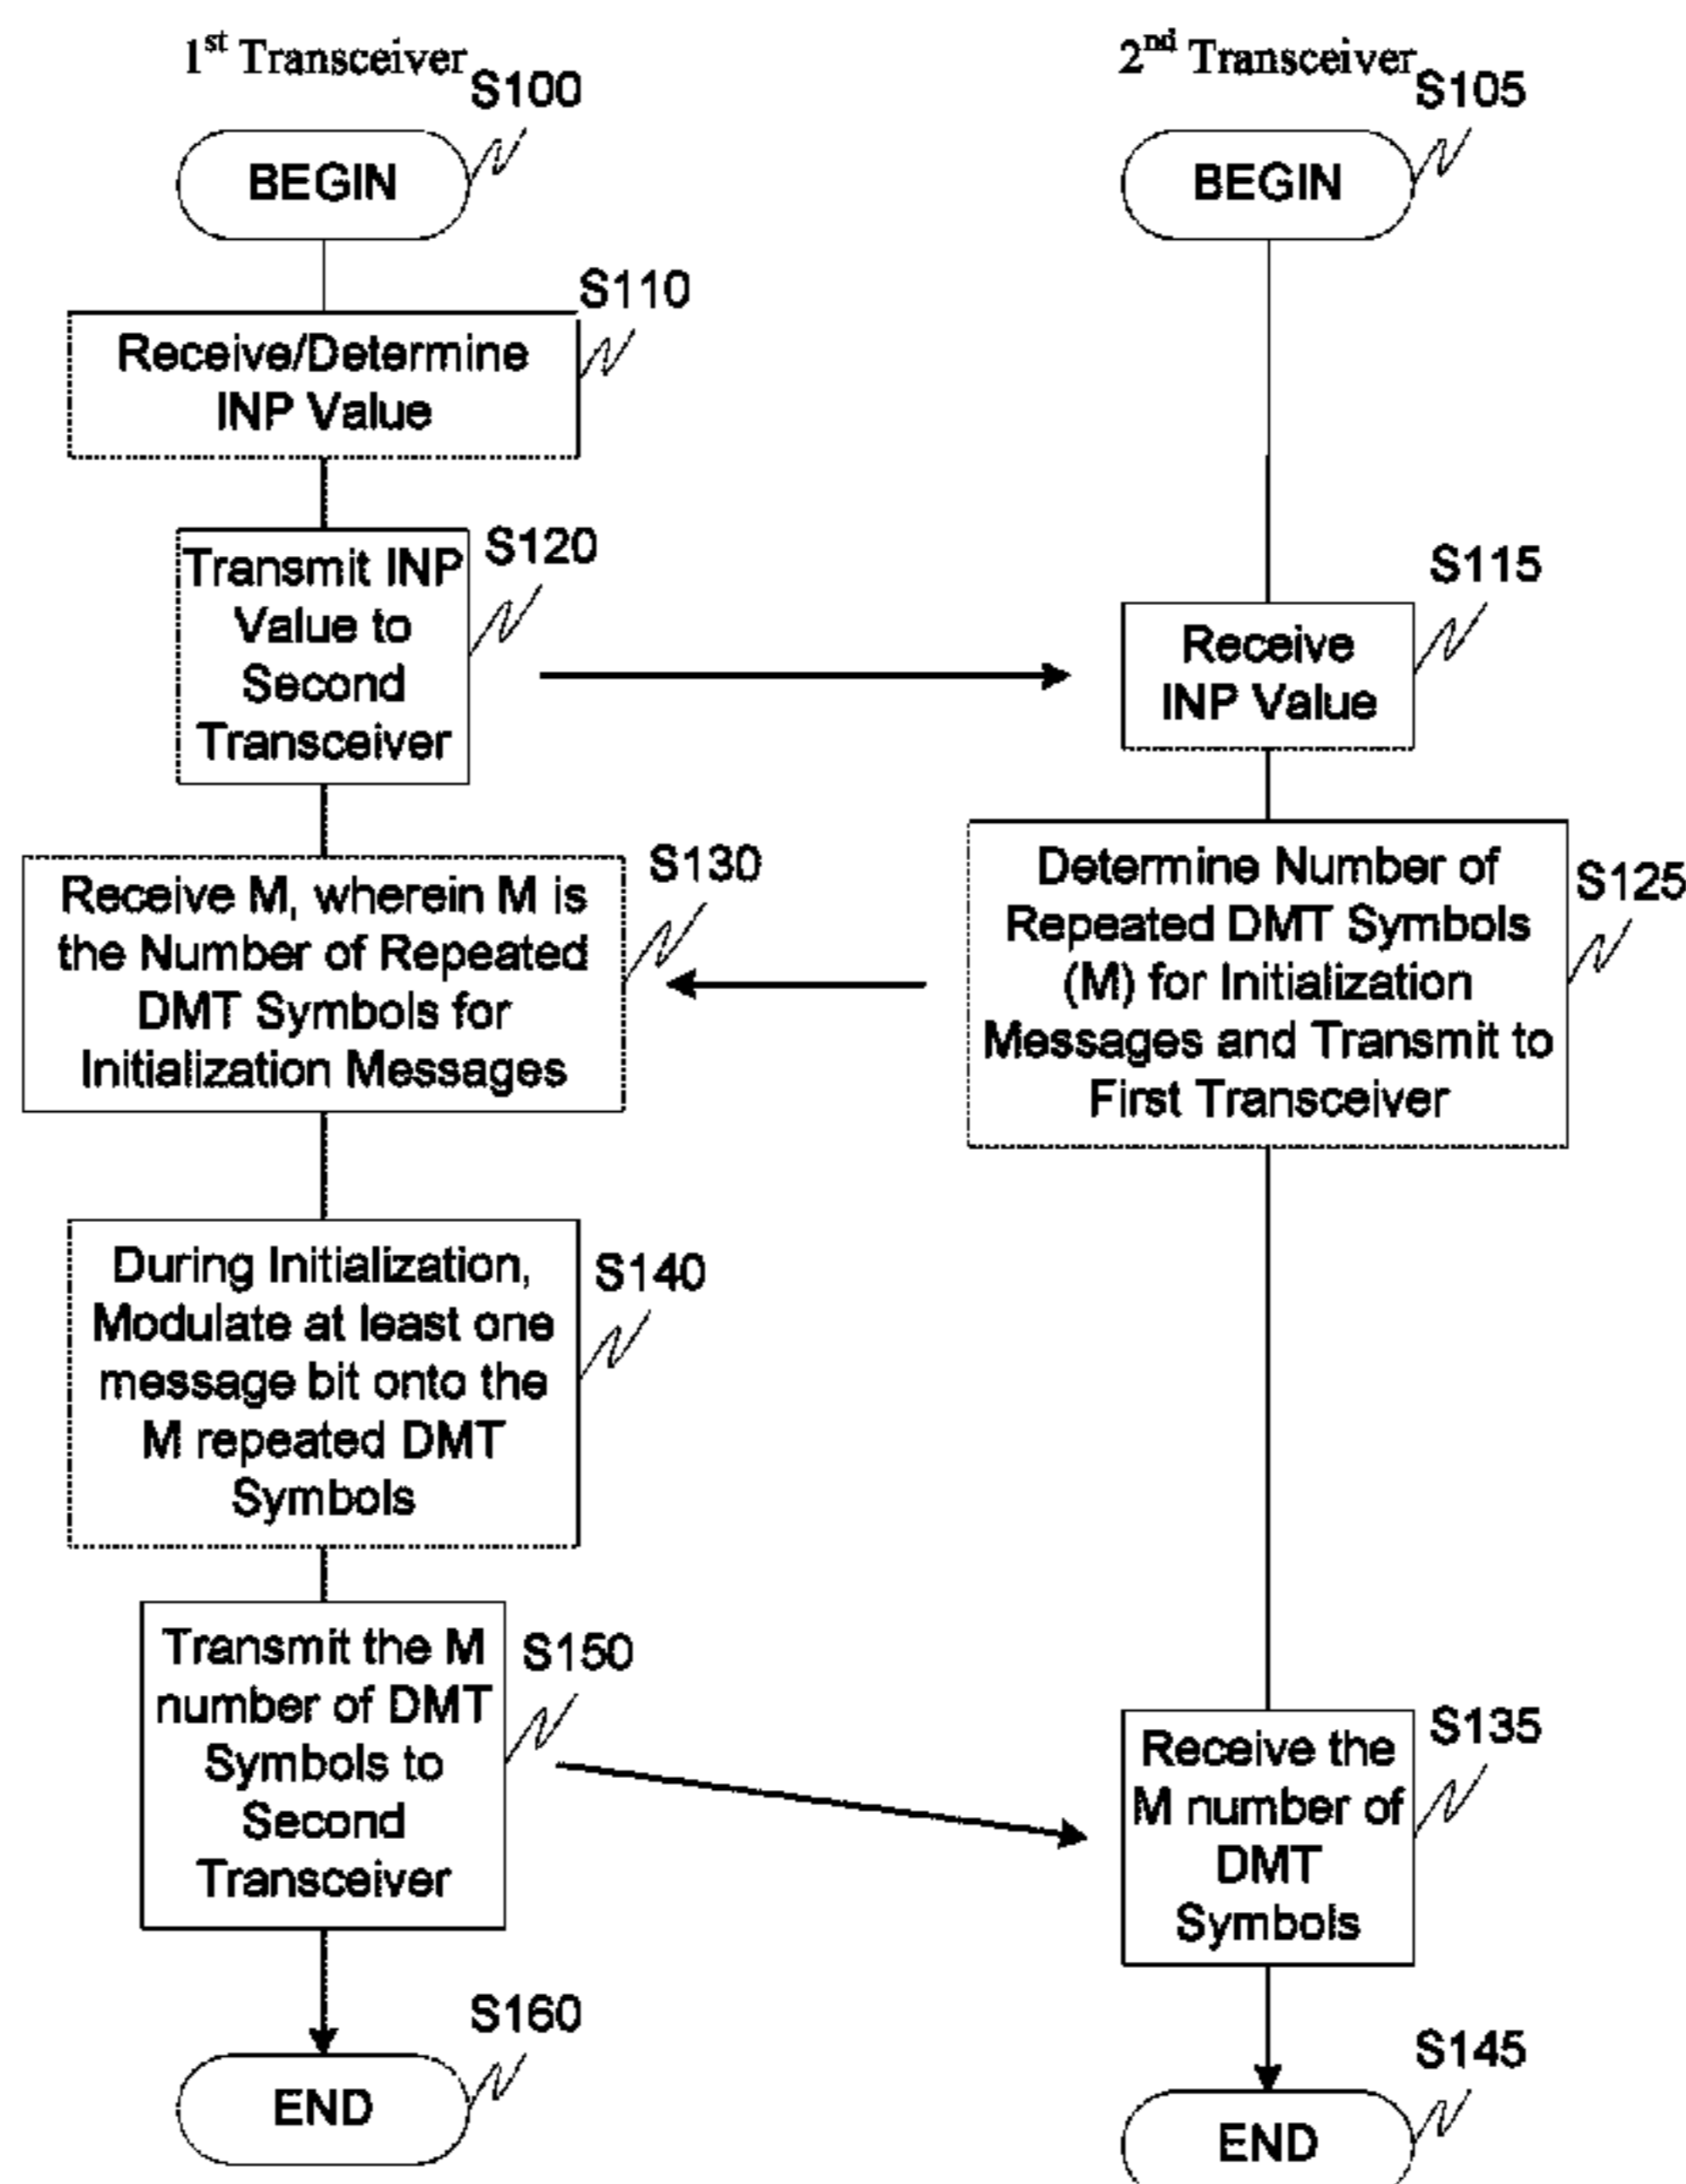 1st Transceiver
S100
BEGIN
S110
Receive/Determine
INP Value
S120
Transmit INP
Value to
Second
Transceiver
S130
Receive M, wherein M is
the Number of Repeated
DMT Symbols for
Initialization Messages
S140
During Initialization,
Modulate at least one
message bit onto the
M repeated DMT
Symbols
S150
Transmit the M
number of DMT
Symbols to
Second
Transceiver
S160
END
2nd Transceiver
S105
BEGIN
S115
Receive
INP Value
S125
Determine Number of
Repeated DMT Symbols
(M) for Initialization
Messages and Transmit to
First Transceiver
S135
Receive the
M number of
DMT
Symbols
S145
END